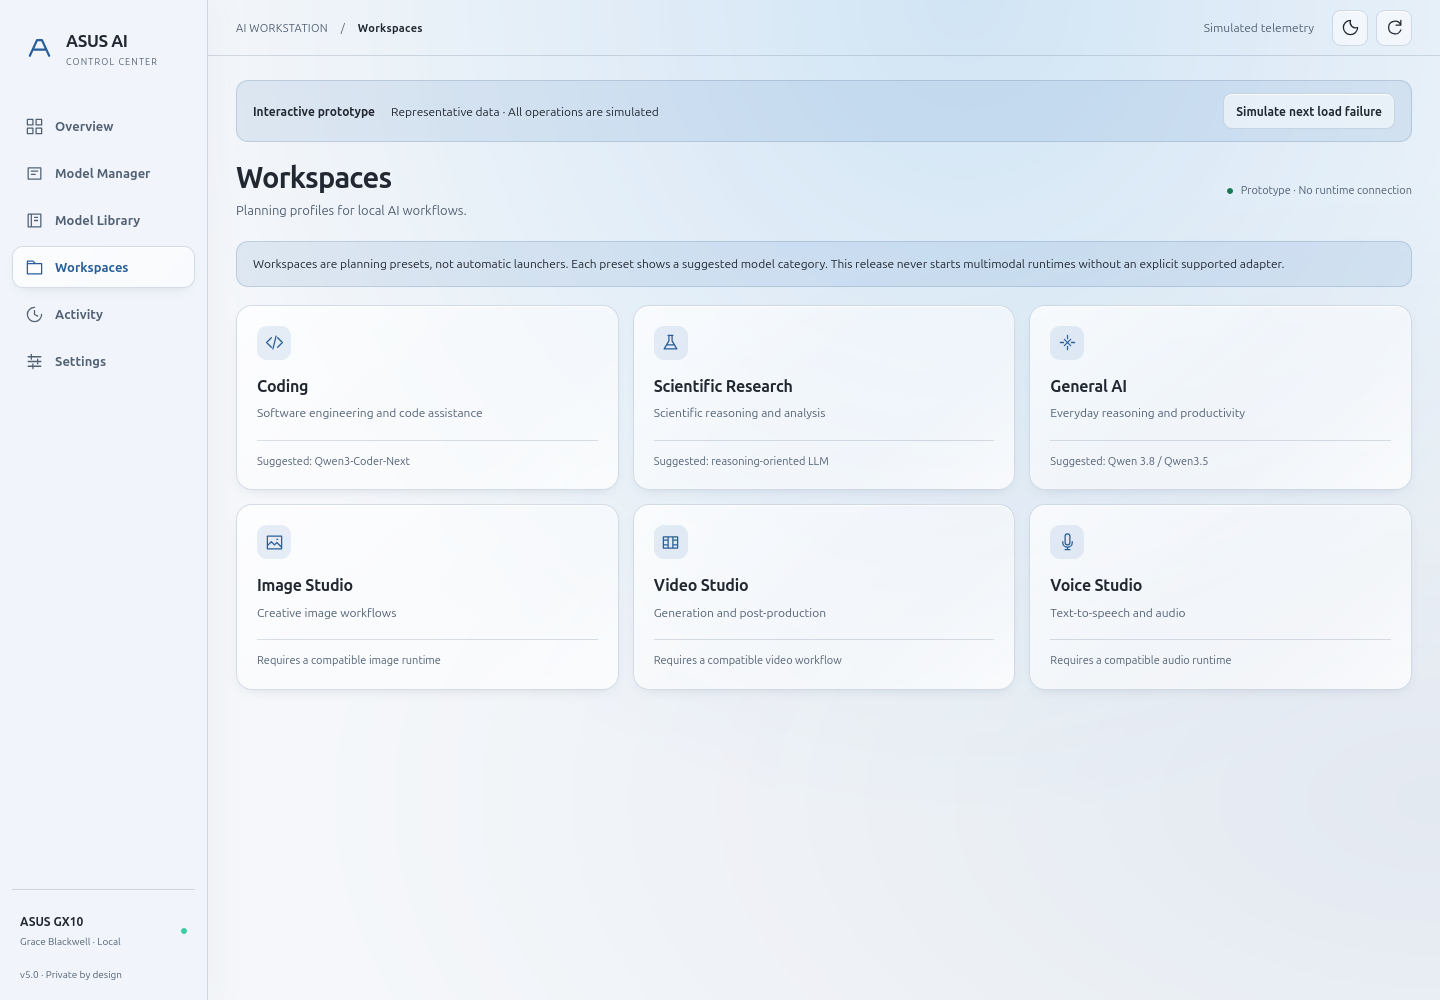 ASUS AI
CONTROL CENTER
Overview
Model Manager
Model Library
Workspaces
Activity
Settings
ASUS GX10
Grace Blackwell · Local
v5.0 · Private by design
AI WORKSTATION / Workspaces
Simulated telemetry
Interactive prototype Representative data · All operations are simulated
Simulate next load failure
Workspaces
Planning profiles for local AI workflows.
Prototype · No runtime connection
Workspaces are planning presets, not automatic launchers. Each preset shows a suggested model category. This release never starts multimodal runtimes without an explicit supported adapter.
Coding
Software engineering and code assistance
Suggested: Qwen3-Coder-Next
Scientific Research
Scientific reasoning and analysis
Suggested: reasoning-oriented LLM
General AI
Everyday reasoning and productivity
Suggested: Qwen 3.8 / Qwen3.5
Image Studio
Creative image workflows
Requires a compatible image runtime
Video Studio
Generation and post-production
Requires a compatible video workflow
Voice Studio
Text-to-speech and audio
Requires a compatible audio runtime